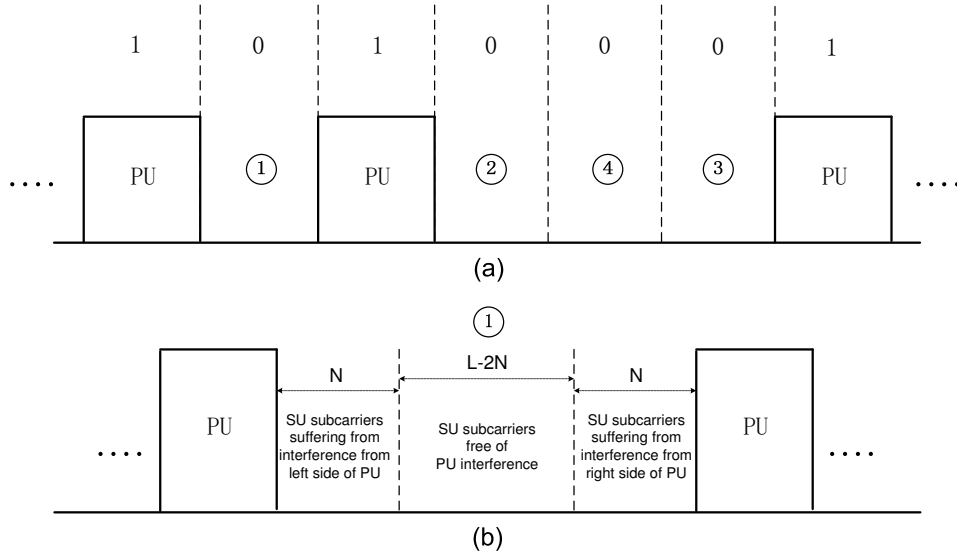 1 0 1 0 0 0 1
.... PU ① PU ② ④ ③ PU ....
(a)
①
N L-2N N
PU
SU subcarriers
suffering from
interference from
left side of PU
SU subcarriers
free of
PU interference
SU subcarriers
suffering from
interference from
right side of PU
PU
.... ....
(b)